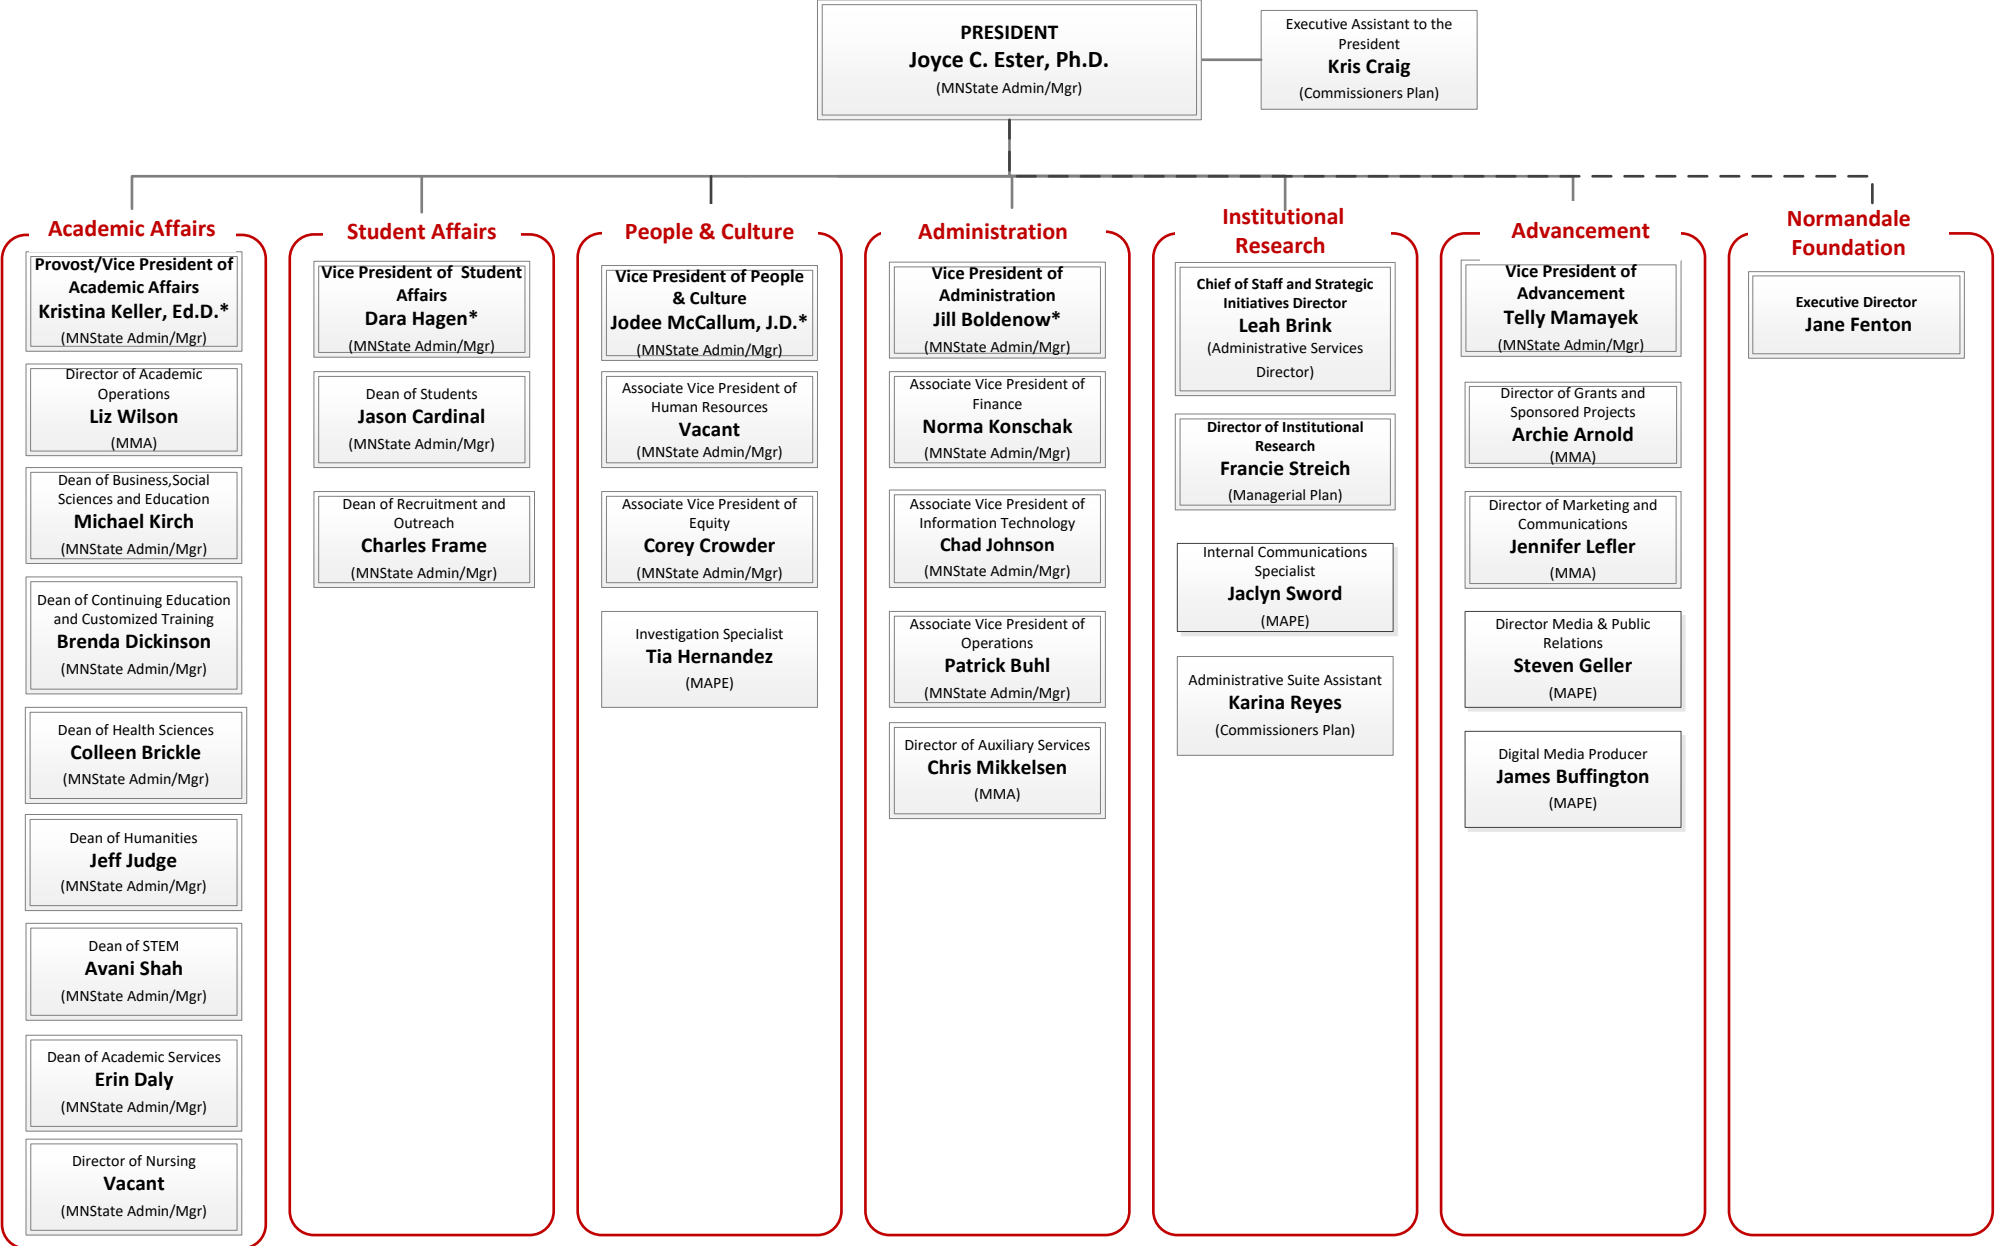 PRESIDENT
Joyce C. Ester, Ph.D.
(MNState Admin/Mgr)
Executive Assistant to the
President
Kris Craig
(Commissioners Plan)
Academic Affairs
Provost/Vice President of
Academic Affairs
Kristina Keller, Ed.D.*
(MNState Admin/Mgr)
Director of Academic
Operations
Liz Wilson
(MMA)
Dean of Business,Social
Sciences and Education
Michael Kirch
(MNState Admin/Mgr)
Dean of Continuing Education
and Customized Training
Brenda Dickinson
(MNState Admin/Mgr)
Dean of Health Sciences
Colleen Brickle
(MNState Admin/Mgr)
Dean of Humanities
Jeff Judge
(MNState Admin/Mgr)
Dean of STEM
Avani Shah
(MNState Admin/Mgr)
Dean of Academic Services
Erin Daly
(MNState Admin/Mgr)
Director of Nursing
Vacant
(MNState Admin/Mgr)
Student Affairs
Vice President of Student
Affairs
Dara Hagen*
(MNState Admin/Mgr)
Dean of Students
Jason Cardinal
(MNState Admin/Mgr)
Dean of Recruitment and
Outreach
Charles Frame
(MNState Admin/Mgr)
People & Culture
Vice President of People
& Culture
Jodee McCallum, J.D.*
(MNState Admin/Mgr)
Associate Vice President of
Human Resources
Vacant
(MNState Admin/Mgr)
Associate Vice President of
Equity
Corey Crowder
(MNState Admin/Mgr)
Investigation Specialist
Tia Hernandez
(MAPE)
Administration
Vice President of
Administration
Jill Boldenow*
(MNState Admin/Mgr)
Associate Vice President of
Finance
Norma Konschak
(MNState Admin/Mgr)
Associate Vice President of
Information Technology
Chad Johnson
(MNState Admin/Mgr)
Associate Vice President of
Operations
Patrick Buhl
(MNState Admin/Mgr)
Director of Auxiliary Services
Chris Mikkelsen
(MMA)
Institutional
Research
Chief of Staff and Strategic
Initiatives Director
Leah Brink
(Administrative Services
Director)
Director of Institutional
Research
Francie Streich
(Managerial Plan)
Internal Communications
Specialist
Jaclyn Sword
(MAPE)
Administrative Suite Assistant
Karina Reyes
(Commissioners Plan)
Advancement
Vice President of
Advancement
Telly Mamayek
(MNState Admin/Mgr)
Director of Grants and
Sponsored Projects
Archie Arnold
(MMA)
Director of Marketing and
Communications
Jennifer Lefler
(MMA)
Director Media & Public
Relations
Steven Geller
(MAPE)
Digital Media Producer
James Buffington
(MAPE)
Normandale
Foundation
Executive Director
Jane Fenton